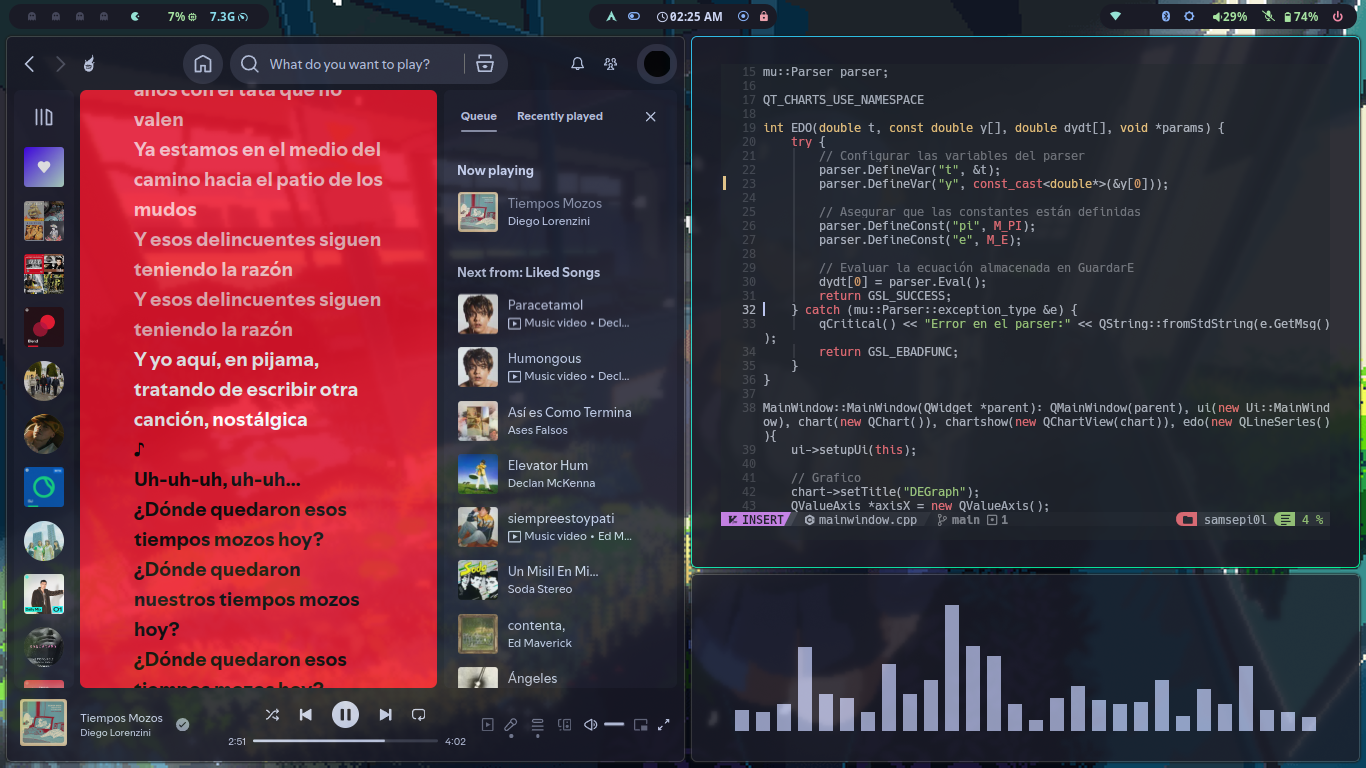 7%
7.3G
02:25 AM
29%
74%
What do you want to play?
años con el tata que no
valen
Ya estamos en el medio del
camino hacia el patio de los
mudos
Y esos delincuentes siguen
teniendo la razón
Y esos delincuentes siguen
teniendo la razón
Y yo aquí, en pijama,
tratando de escribir otra
canción, nostálgica
♪
Uh-uh-uh, uh-uh...
¿Dónde quedaron esos
tiempos mozos hoy?
¿Dónde quedaron
nuestros tiempos mozos
hoy?
¿Dónde quedaron esos
tiempos mozos hoy?
Queue
Recently played
Now playing
Tiempos Mozos
Diego Lorenzini
Next from: Liked Songs
Paracetamol
Music video • Decl...
Humongous
Music video • Decl...
Así es Como Termina
Ases Falsos
Elevator Hum
Declan McKenna
siempreestoypati
Music video • Ed M...
Un Misil En Mi...
Soda Stereo
contenta,
Ed Maverick
Ángeles
Tiempos Mozos
Diego Lorenzini
2:51
4:02
15 mu::Parser parser;
16
17 QT_CHARTS_USE_NAMESPACE
18
19 int EDO(double t, const double y[], double dydt[], void *params) {
20     try {
21         // Configurar las variables del parser
22         parser.DefineVar("t", &t);
23         parser.DefineVar("y", const_cast<double*>(&y[0]));
24
25         // Asegurar que las constantes están definidas
26         parser.DefineConst("pi", M_PI);
27         parser.DefineConst("e", M_E);
28
29         // Evaluar la ecuación almacenada en GuardarE
30         dydt[0] = parser.Eval();
31         return GSL_SUCCESS;
32     } catch (mu::Parser::exception_type &e) {
33         qCritical() << "Error en el parser:" << QString::fromStdString(e.GetMsg()
);
34         return GSL_EBADFUNC;
35     }
36 }
37
38 MainWindow::MainWindow(QWidget *parent): QMainWindow(parent), ui(new Ui::MainWind
ow), chart(new QChart()), chartshow(new QChartView(chart)), edo(new QLineSeries()
){
39     ui->setupUi(this);
40
41     // Grafico
42     chart->setTitle("DEGraph");
43     QValueAxis *axisX = new QValueAxis();
INSERT mainwindow.cpp main 1 samsepi0l 4 %